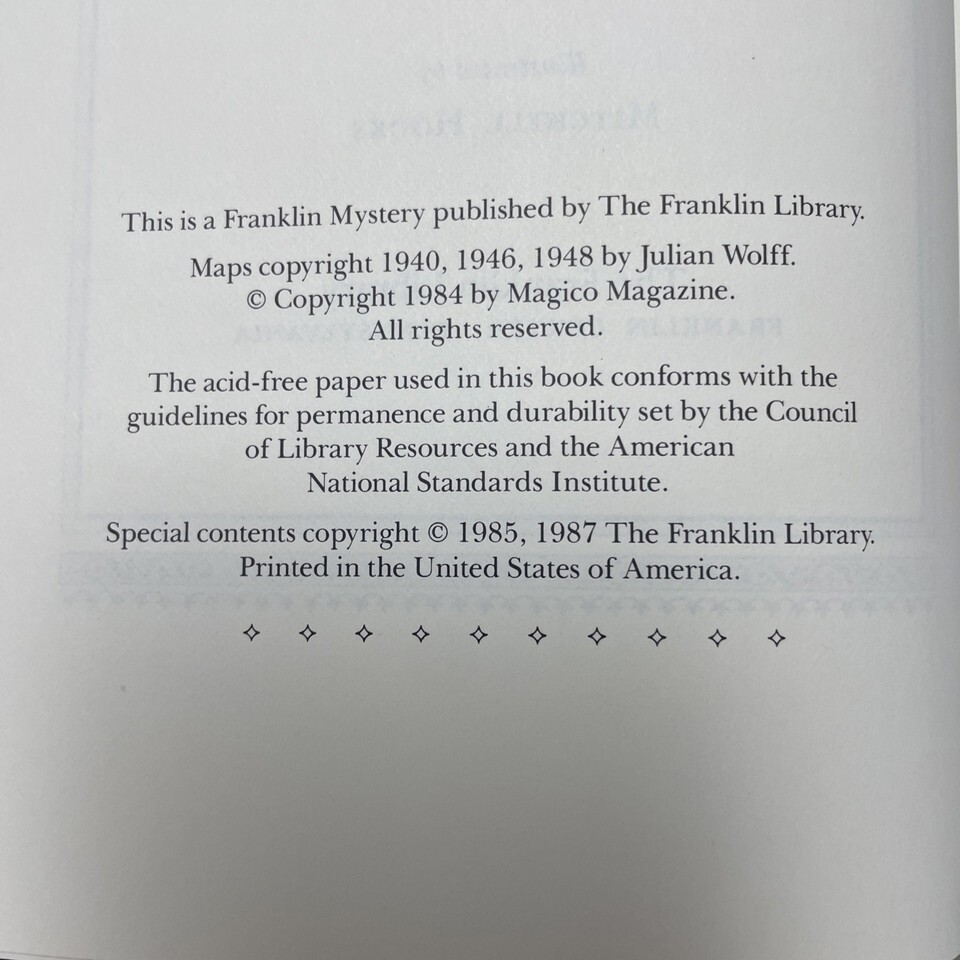 This is a Franklin Mystery published by The Franklin Library.
Maps copyright 1940, 1946, 1948 by Julian Wolff.
© Copyright 1984 by Magico Magazine.
All rights reserved.
The acid-free paper used in this book conforms with the
guidelines for permanence and durability set by the Council
of Library Resources and the American
National Standards Institute.
Special contents copyright © 1985, 1987 The Franklin Library.
Printed in the United States of America.